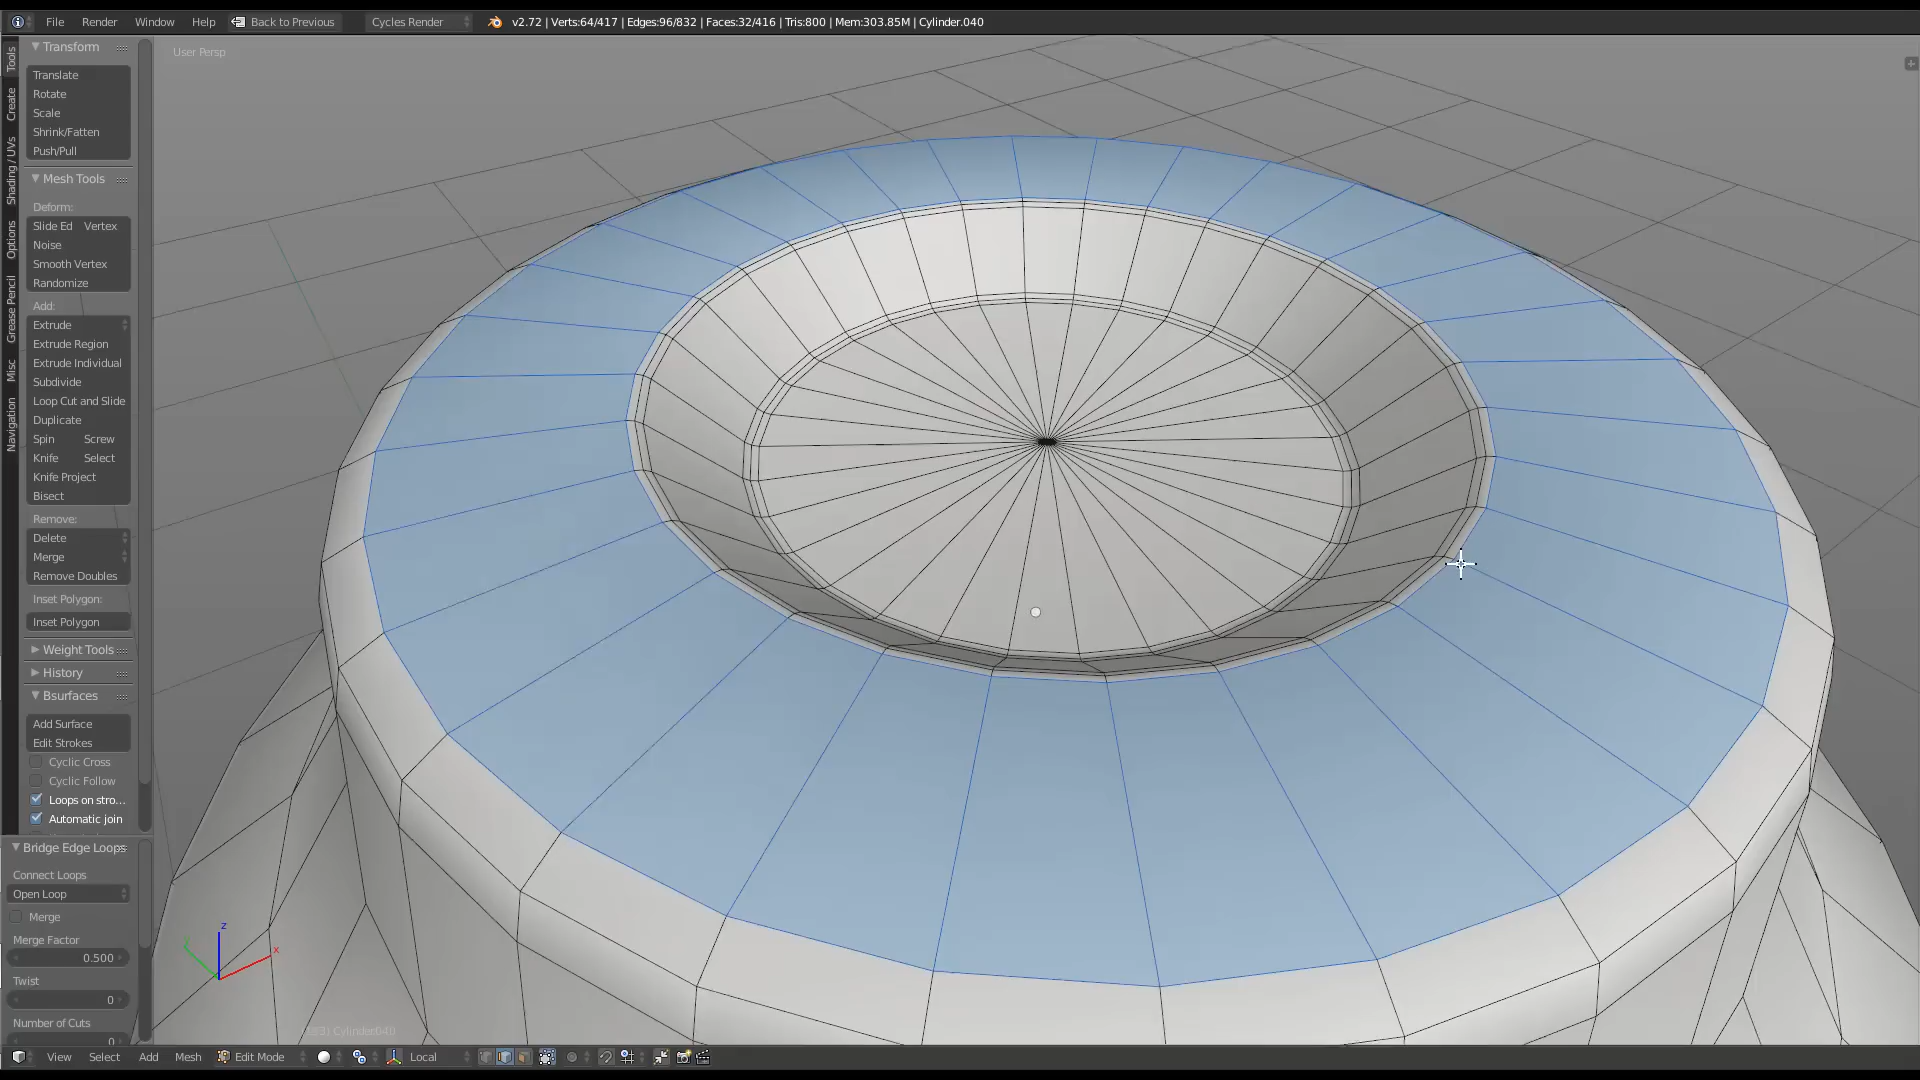 File Render Window Help Back to Previous Cycles Render v2.72 | Verts:64/417 | Edges:96/832 | Faces:32/416 | Tris:800 | Mem:303.85M | Cylinder.040
User Persp
Tools
Create
Shading / UVs
Options
Grease Pencil
Misc
Navigation
Transform
Translate
Rotate
Scale
Shrink/Fatten
Push/Pull
Mesh Tools
Deform:
Slide Ed Vertex
Noise
Smooth Vertex
Randomize
Add:
Extrude
Extrude Region
Extrude Individual
Subdivide
Loop Cut and Slide
Duplicate
Spin Screw
Knife Select
Knife Project
Bisect
Remove:
Delete
Merge
Remove Doubles
Inset Polygon:
Inset Polygon
Weight Tools
History
Bsurfaces
Add Surface
Edit Strokes
Cyclic Cross
Cyclic Follow
Loops on stro...
Automatic join
Bridge Edge Loops
Connect Loops
Open Loop
Merge
Merge Factor
0.500
Twist
0
Number of Cuts
0
z
x
Cylinder040
Mesh View Select Add Edit Mode Local